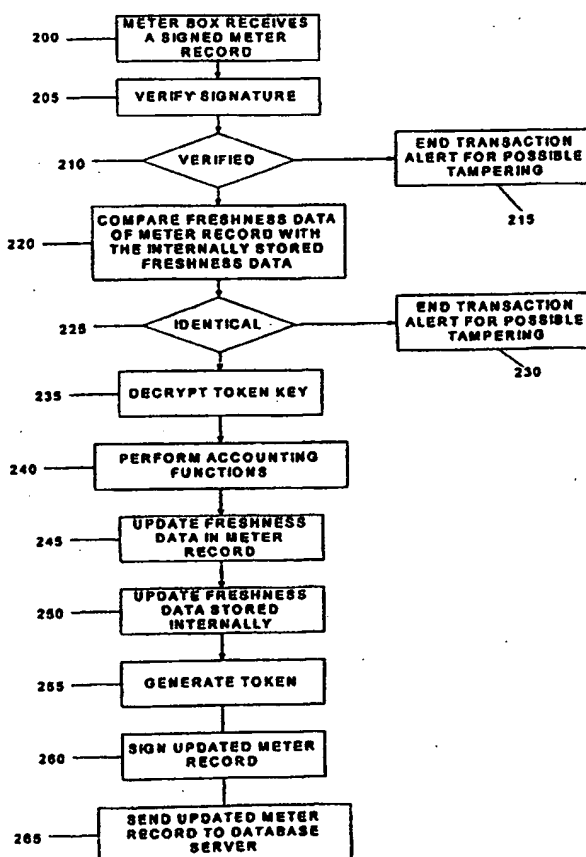 200
METER BOX RECEIVES
A SIGNED METER
RECORD
205
VERIFY SIGNATURE
210
VERIFIED
END TRANSACTION
ALERT FOR POSSIBLE
TAMPERING
215
220
COMPARE FRESHNESS DATA
OF METER RECORD WITH
THE INTERNALLY STORED
FRESHNESS DATA
225
IDENTICAL
END TRANSACTION
ALERT FOR POSSIBLE
TAMPERING
230
235
DECRYPT TOKEN KEY
240
PERFORM ACCOUNTING
FUNCTIONS
245
UPDATE FRESHNESS
DATA IN METER
RECORD
250
UPDATE FRESHNESS
DATA STORED
INTERNALLY
255
GENERATE TOKEN
260
SIGN UPDATED METER
RECORD
265
SEND UPDATED METER
RECORD TO DATABASE
SERVER